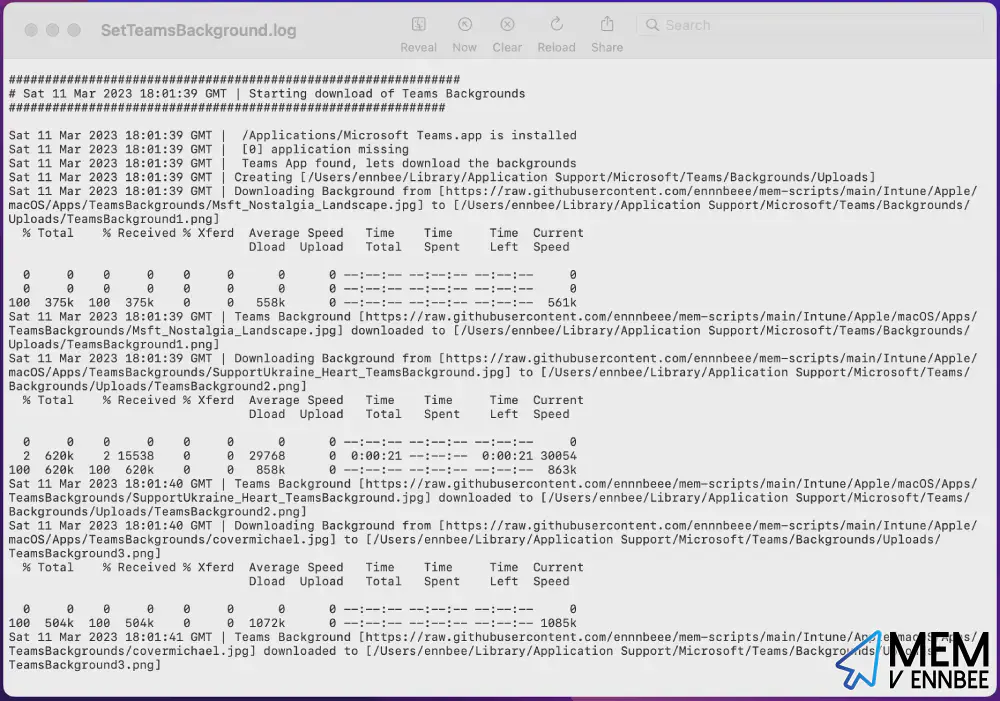 SetTeamsBackground.log
Reveal Now Clear Reload Share
Search
##############################################################
# Sat 11 Mar 2023 18:01:39 GMT | Starting download of Teams Backgrounds
############################################################
Sat 11 Mar 2023 18:01:39 GMT |  /Applications/Microsoft Teams.app is installed
Sat 11 Mar 2023 18:01:39 GMT |  [0] application missing
Sat 11 Mar 2023 18:01:39 GMT |  Teams App found, lets download the backgrounds
Sat 11 Mar 2023 18:01:39 GMT | Creating [/Users/ennbee/Library/Application Support/Microsoft/Teams/Backgrounds/Uploads]
Sat 11 Mar 2023 18:01:39 GMT | Downloading Background from [https://raw.githubusercontent.com/ennnbeee/mem-scripts/main/Intune/Apple/
macOS/Apps/TeamsBackgrounds/Msft_Nostalgia_Landscape.jpg] to [/Users/ennbee/Library/Application Support/Microsoft/Teams/Backgrounds/
Uploads/TeamsBackground1.png]
% Total % Received % Xferd Average Speed Time Time Time Current
Dload Upload Total Spent Left Speed
0 0 0 0 0 0 0 0 --:--:-- --:--:-- --:--:-- 0
0 0 0 0 0 0 0 0 --:--:-- --:--:-- --:--:-- 0
100 375k 100 375k 0 0 558k 0 --:--:-- --:--:-- --:--:-- 561k
Sat 11 Mar 2023 18:01:39 GMT | Teams Background [https://raw.githubusercontent.com/ennnbeee/mem-scripts/main/Intune/Apple/macOS/Apps/
TeamsBackgrounds/Msft_Nostalgia_Landscape.jpg] downloaded to [/Users/ennbee/Library/Application Support/Microsoft/Teams/Backgrounds/
Uploads/TeamsBackground1.png]
Sat 11 Mar 2023 18:01:39 GMT | Downloading Background from [https://raw.githubusercontent.com/ennnbeee/mem-scripts/main/Intune/Apple/
macOS/Apps/TeamsBackgrounds/SupportUkraine_Heart_TeamsBackground.jpg] to [/Users/ennbee/Library/Application Support/Microsoft/Teams/
Backgrounds/Uploads/TeamsBackground2.png]
% Total % Received % Xferd Average Speed Time Time Time Current
Dload Upload Total Spent Left Speed
0 0 0 0 0 0 0 0 --:--:-- --:--:-- --:--:-- 0
2 620k 2 15538 0 0 29768 0 0:00:21 --:--:-- 0:00:21 30054
100 620k 100 620k 0 0 858k 0 --:--:-- --:--:-- --:--:-- 863k
Sat 11 Mar 2023 18:01:40 GMT | Teams Background [https://raw.githubusercontent.com/ennnbeee/mem-scripts/main/Intune/Apple/macOS/Apps/
TeamsBackgrounds/SupportUkraine_Heart_TeamsBackground.jpg] downloaded to [/Users/ennbee/Library/Application Support/Microsoft/Teams/
Backgrounds/Uploads/TeamsBackground2.png]
Sat 11 Mar 2023 18:01:40 GMT | Downloading Background from [https://raw.githubusercontent.com/ennnbeee/mem-scripts/main/Intune/Apple/
macOS/Apps/TeamsBackgrounds/covermichael.jpg] to [/Users/ennbee/Library/Application Support/Microsoft/Teams/Backgrounds/Uploads/
TeamsBackground3.png]
% Total % Received % Xferd Average Speed Time Time Time Current
Dload Upload Total Spent Left Speed
0 0 0 0 0 0 0 0 --:--:-- --:--:-- --:--:-- 0
100 504k 100 504k 0 0 1072k 0 --:--:-- --:--:-- --:--:-- 1085k
Sat 11 Mar 2023 18:01:41 GMT | Teams Background [https://raw.githubusercontent.com/ennnbeee/mem-scripts/main/Intune/Apple/macOS/Apps/
TeamsBackgrounds/covermichael.jpg] downloaded to [/Users/ennbee/Library/Application Support/Microsoft/Teams/Backgrounds/Uploads/
TeamsBackground3.png]
MEM
V ENNBEE